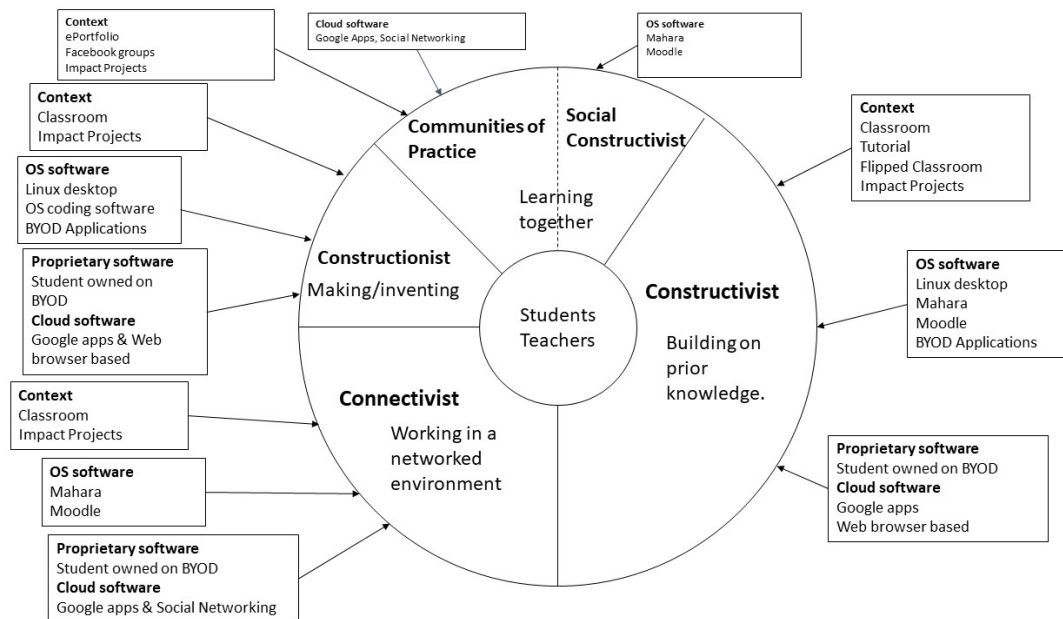 Context
ePortfolio
Facebook groups
Impact Projects
Cloud software
Google Apps, Social Networking
OS software
Mahara
Moodle
Context
Classroom
Impact Projects
OS software
Linux desktop
OS coding software
BYOD Applications
Proprietary software
Student owned on
BYOD
Cloud software
Google apps & Web
browser based
Context
Classroom
Impact Projects
OS software
Mahara
Moodle
Proprietary software
Student owned on BYOD
Cloud software
Google apps & Social Networking
Communities of
Practice
Social
Constructivist
Learning
together
Constructionist
Making/inventing
Students
Teachers
Constructivist
Building on
prior
knowledge.
Connectivist
Working in a
networked
environment
Context
Classroom
Tutorial
Flipped Classroom
Impact Projects
OS software
Linux desktop
Mahara
Moodle
BYOD Applications
Proprietary software
Student owned on BYOD
Cloud software
Google apps
Web browser based